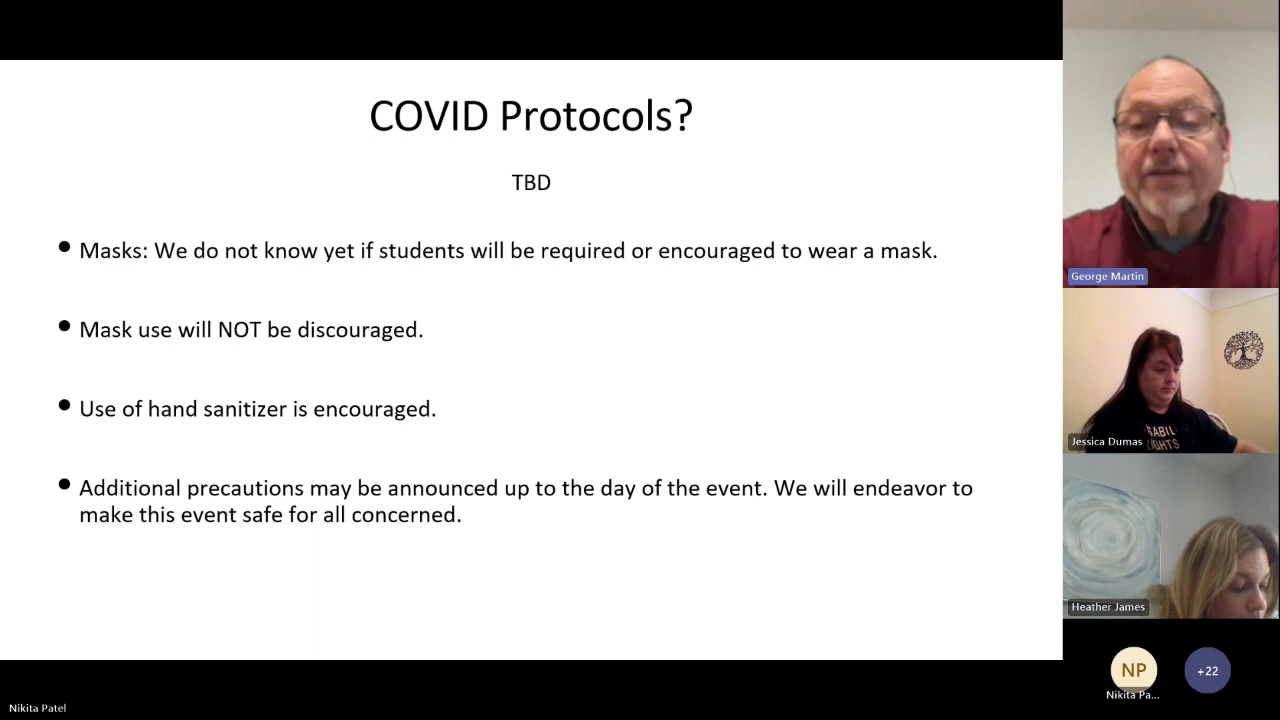 COVID Protocols?
TBD
• Masks: We do not know yet if students will be required or encouraged to wear a mask.
• Mask use will NOT be discouraged.
• Use of hand sanitizer is encouraged.
• Additional precautions may be announced up to the day of the event. We will endeavor to
make this event safe for all concerned.
George Martin
Jessica Dumas
Heather James
NP
Nikita Pa...
+22
Nikita Patel